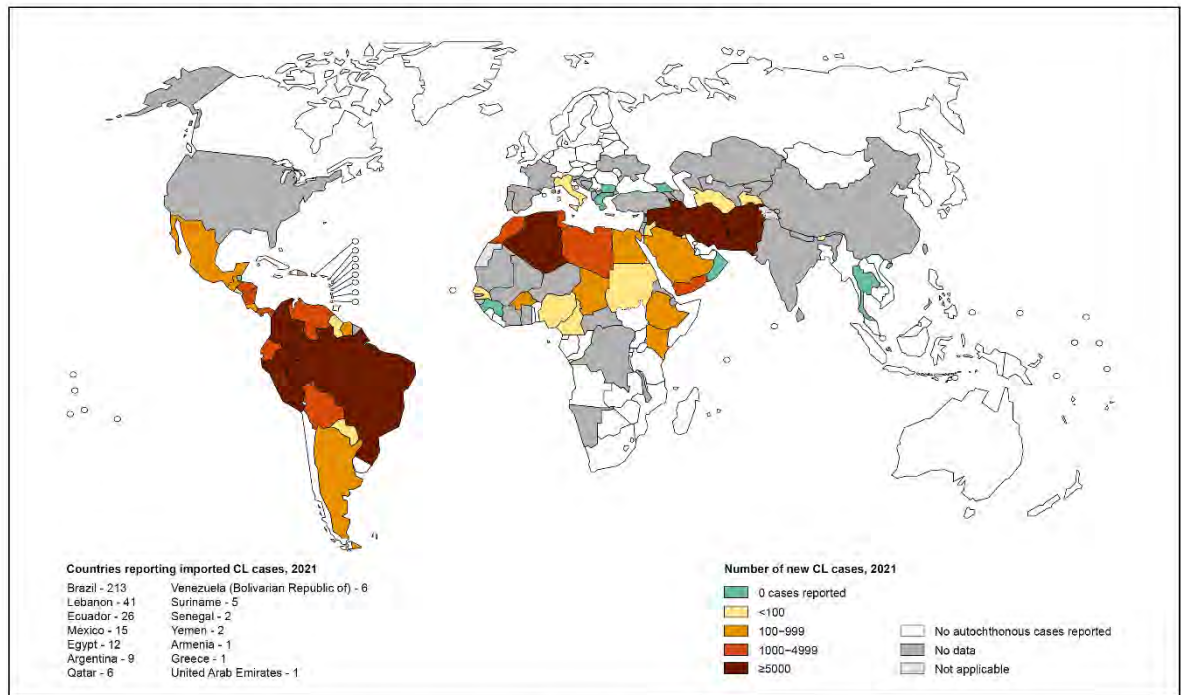 Countries reporting imported CL cases, 2021
Brazil - 213 Venezuela (Bolivarian Republic of) - 6
Lebanon - 41 Suriname - 5
Ecuador - 26 Senegal - 2
Mexico - 15 Yemen - 2
Egypt - 12 Armenia - 1
Argentina - 9 Greece - 1
Qatar - 6 United Arab Emirates - 1
Number of new CL cases, 2021
0 cases reported
<100
100–999 No autochthonous cases reported
1000–4999 No data
≥5000 Not applicable